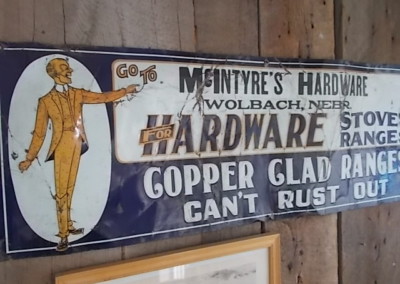 GO TO
McINTYRE'S HARDWARE
WOLBACH, NEBR.
FOR HARDWARE STOVES
RANGES
COPPER CLAD RANGES
CAN'T RUST OUT